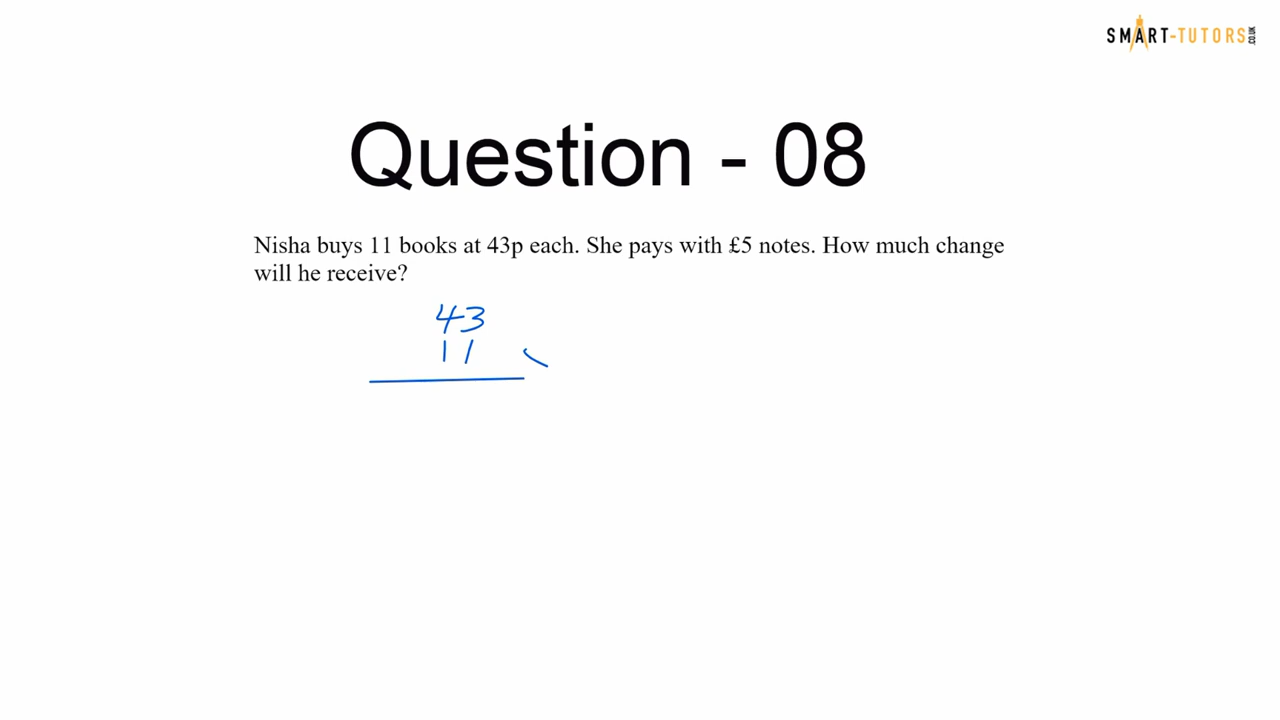 SMART-TUTORS.CO.UK
Question - 08
Nisha buys 11 books at 43p each. She pays with £5 notes. How much change
will he receive?
43
11